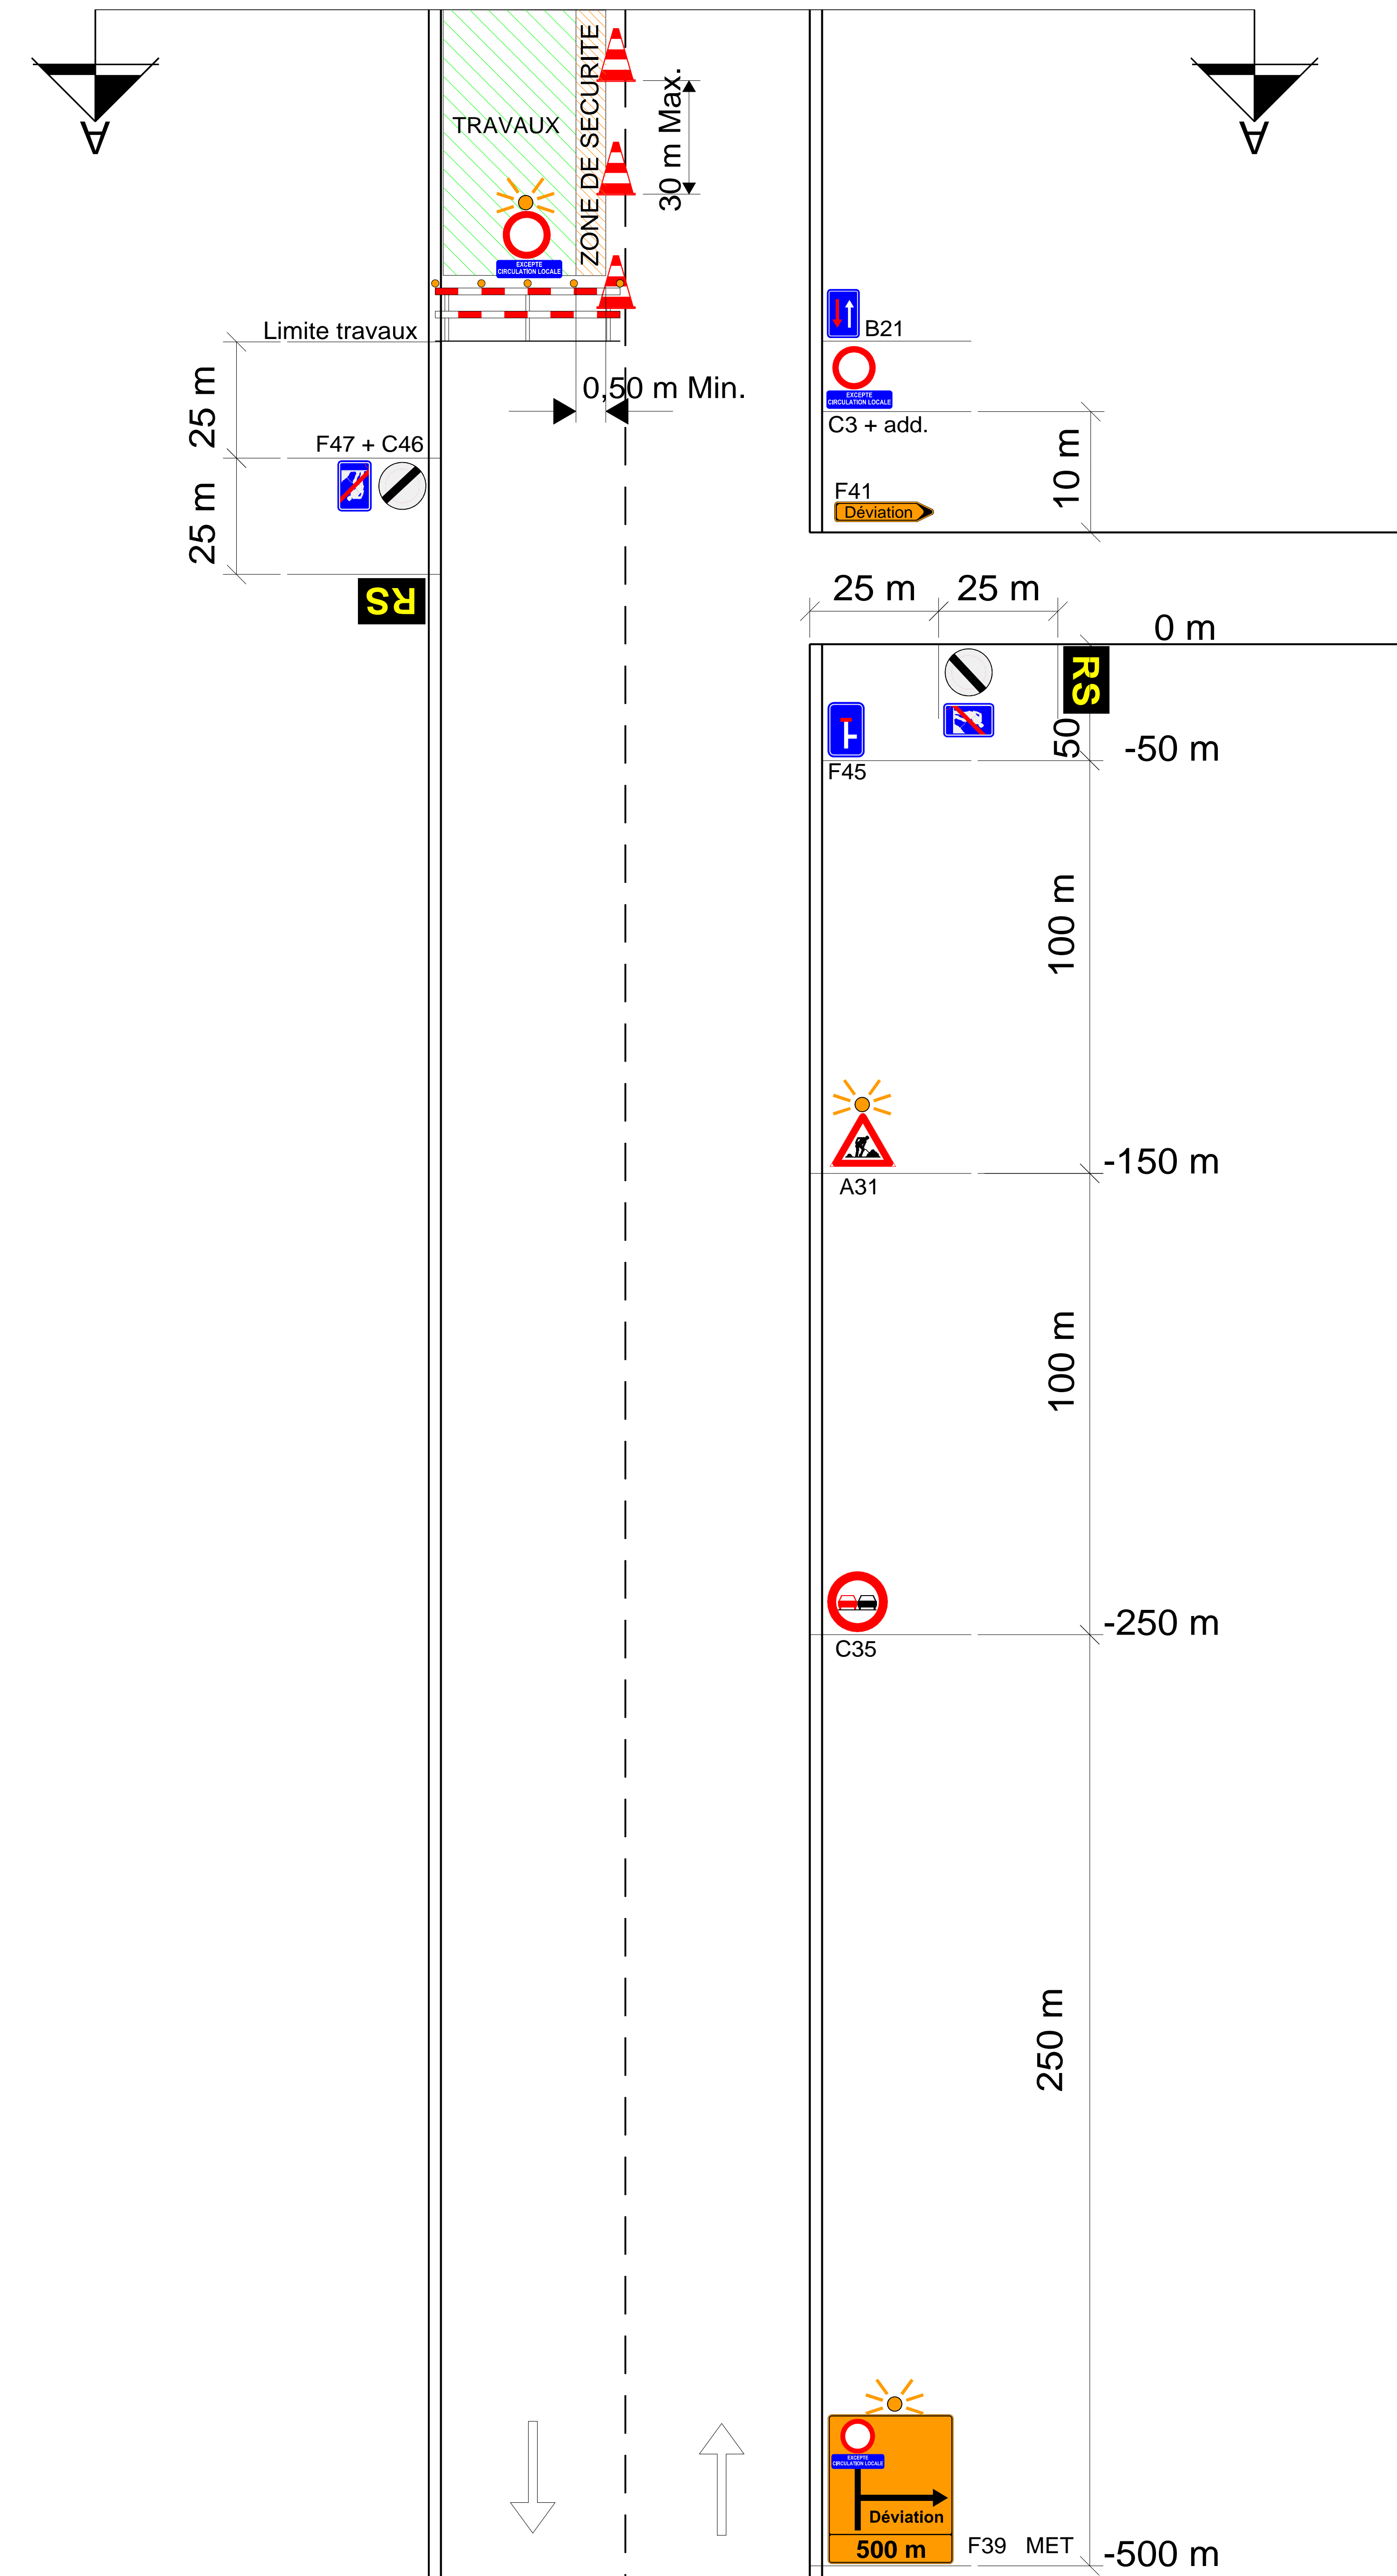 TRAVAUX
ZONE DE SECURITE
30 m Max.
A
A
EXCEPTE
CIRCULATION LOCALE
Limite travaux
B21
25 m
0,50 m Min.
EXCEPTE
CIRCULATION LOCALE
C3 + add.
10 m
F47 + C46
25 m
F41
Déviation
RS
25 m
25 m
0 m
RS
50
-50 m
F45
100 m
-150 m
A31
100 m
-250 m
C35
250 m
EXCEPTE
CIRCULATION LOCALE
Déviation
500 m
F39 MET
-500 m